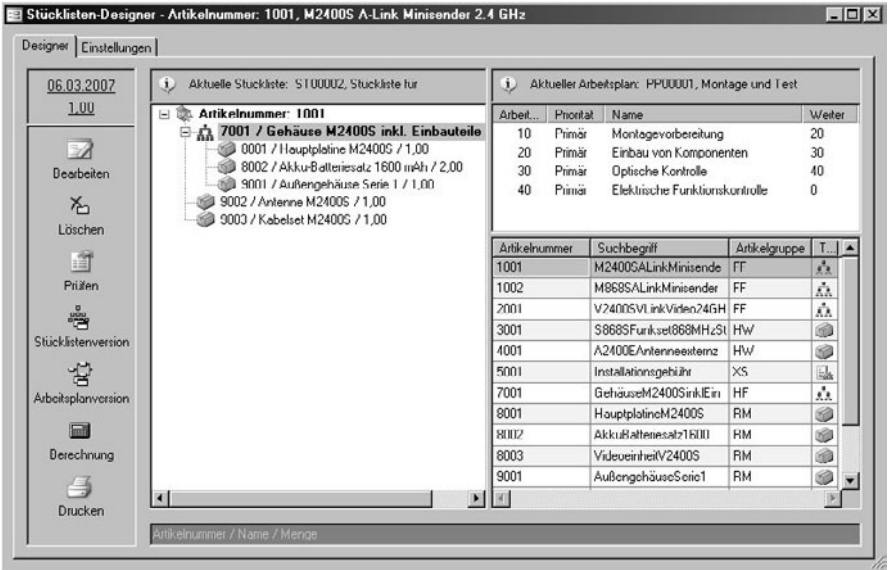 Stücklisten-Designer - Artikelnummer: 1001, M2400S A-Link Minisender 2.4 GHz
Designer
Einstellungen
06.03.2007
1,00
Bearbeiten
Löschen
Prüfen
Stücklistenversion
Arbeitsplanversion
Berechnung
Drucken
Aktuelle Stückliste: ST00002, Stückliste für
Artikelnummer: 1001
7001 / Gehäuse M2400S inkl. Einbauteile
8001 / Hauptplatine M2400S / 1,00
8002 / Akku-Batteriesatz 1600 mAh / 2,00
9001 / Außengehäuse Serie 1 / 1,00
9002 / Antenne M2400S / 1,00
9003 / Kabelset M2400S / 1,00
Aktueller Arbeitsplan: PP00001, Montage und Test
Arbeit... Priorität Name Weiter
10 Primär Montagevorbereitung 20
20 Primär Einbau von Komponenten 30
30 Primär Optische Kontrolle 40
40 Primär Elektrische Funktionskontrolle 0
Artikelnummer Suchbegriff Artikelgruppe T...
1001 M2400SALinkMinisende FF
1002 M868SALinkMinisender FF
2001 V2400SVLinkVideo24GH FF
3001 S868SFunkset868MHzSt HW
4001 A2400EAntenneexternz HW
5001 Installationsgebühr XS
7001 GehäuseM2400SinklEin HF
8001 HauptplatineM2400S RM
8002 AkkuBatteriesatz1600 RM
8003 VideoeinheitV2400S RM
9001 AußengehäuseSerie1 RM
Artikelnummer / Name / Menge